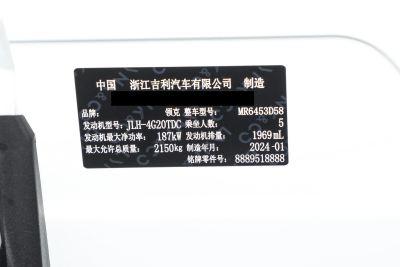 中国 浙江吉利汽车有限公司 制造
品牌: 领克 整车型号: MR6453D58
发动机型号: JLH-4G20TDC 乘坐人数: 5
发动机最大净功率: 187kW 发动机排量: 1969mL
最大允许总质量: 2150kg 制造年月: 2024-01
铭牌零件号: 8889518888